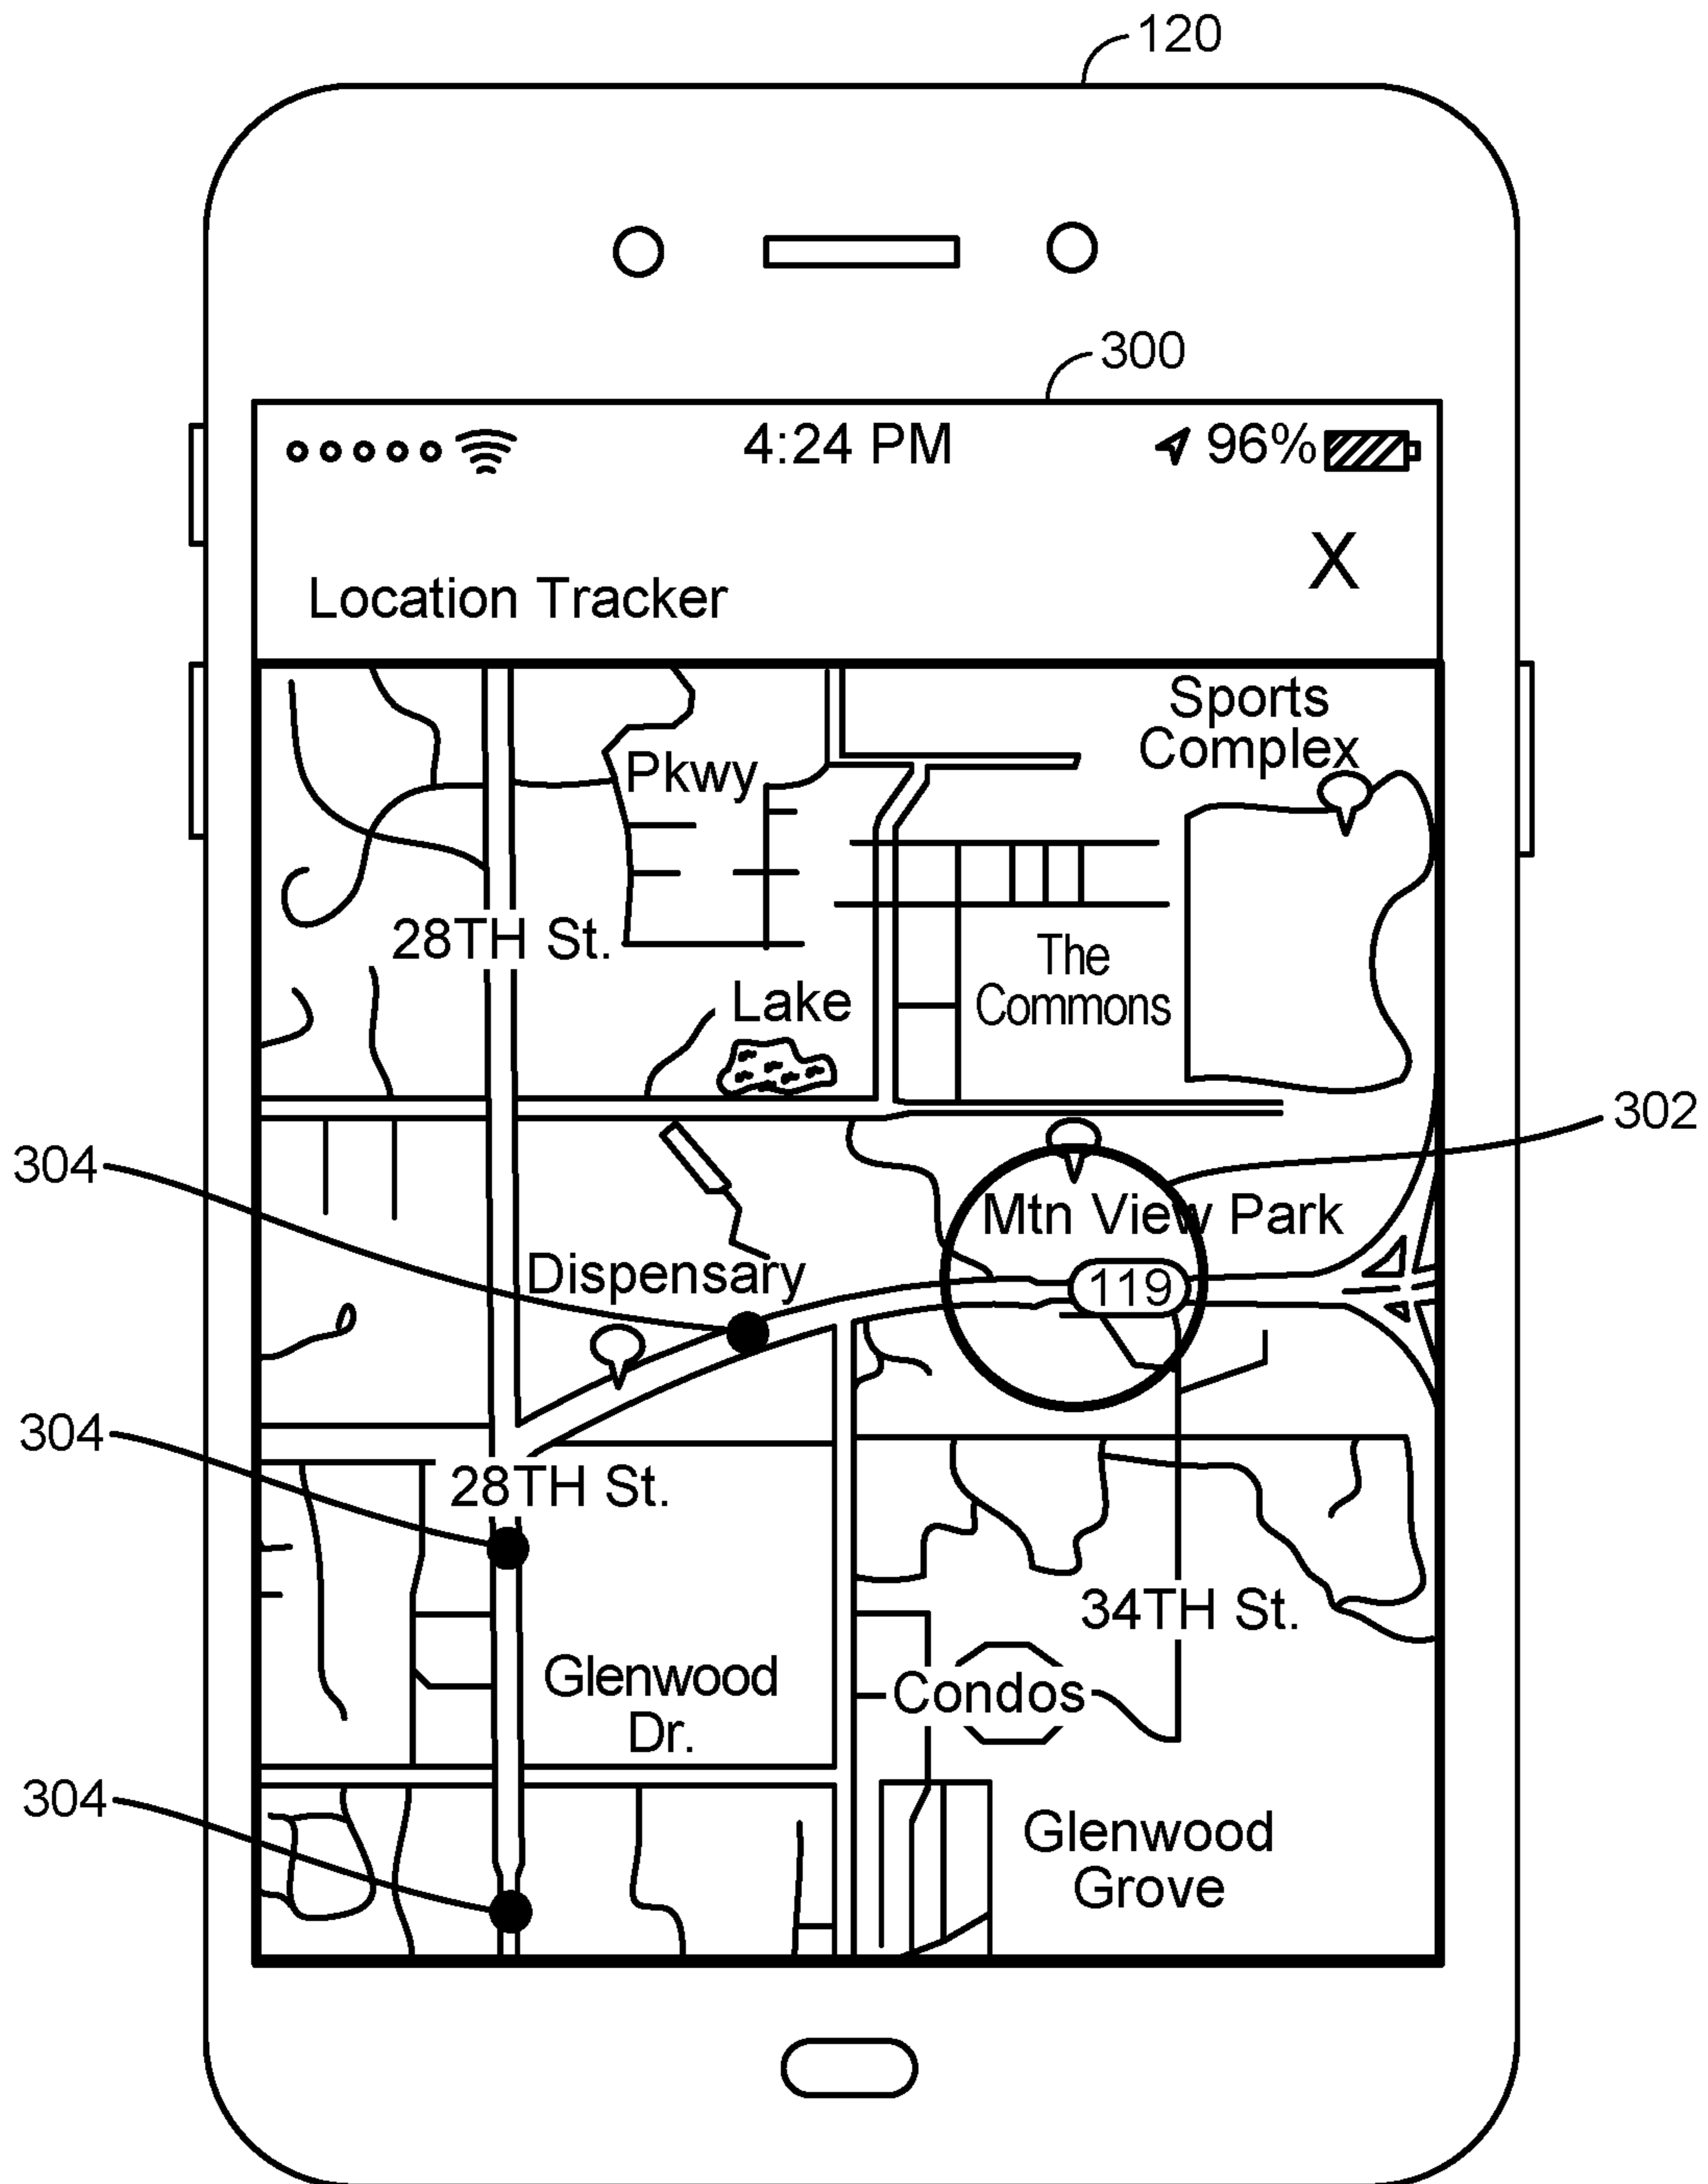 120
300
4:24 PM
96%
X
Location Tracker
Sports
Complex
Pkwy
28TH St.
The
Commons
Lake
302
304
Mtn View Park
Dispensary
119
304
28TH St.
34TH St.
Glenwood
Dr.
Condos
304
Glenwood
Grove